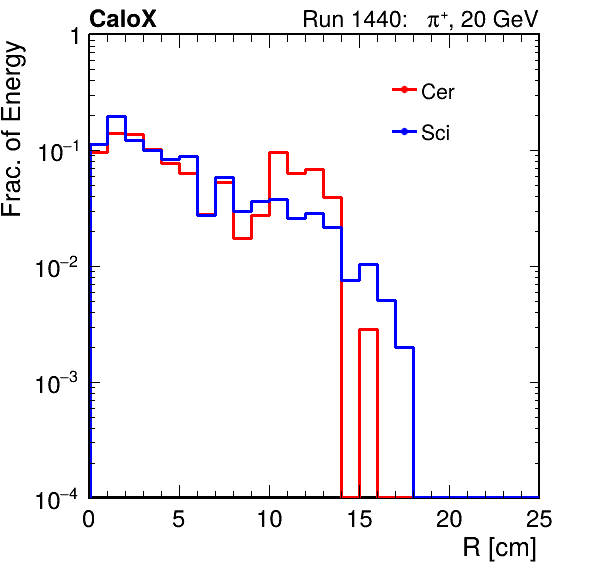 CaloX Run 1440: π⁺, 20 GeV
Frac. of Energy
1
10⁻¹
10⁻²
10⁻³
10⁻⁴
Cer
Sci
0 5 10 15 20 25
R [cm]